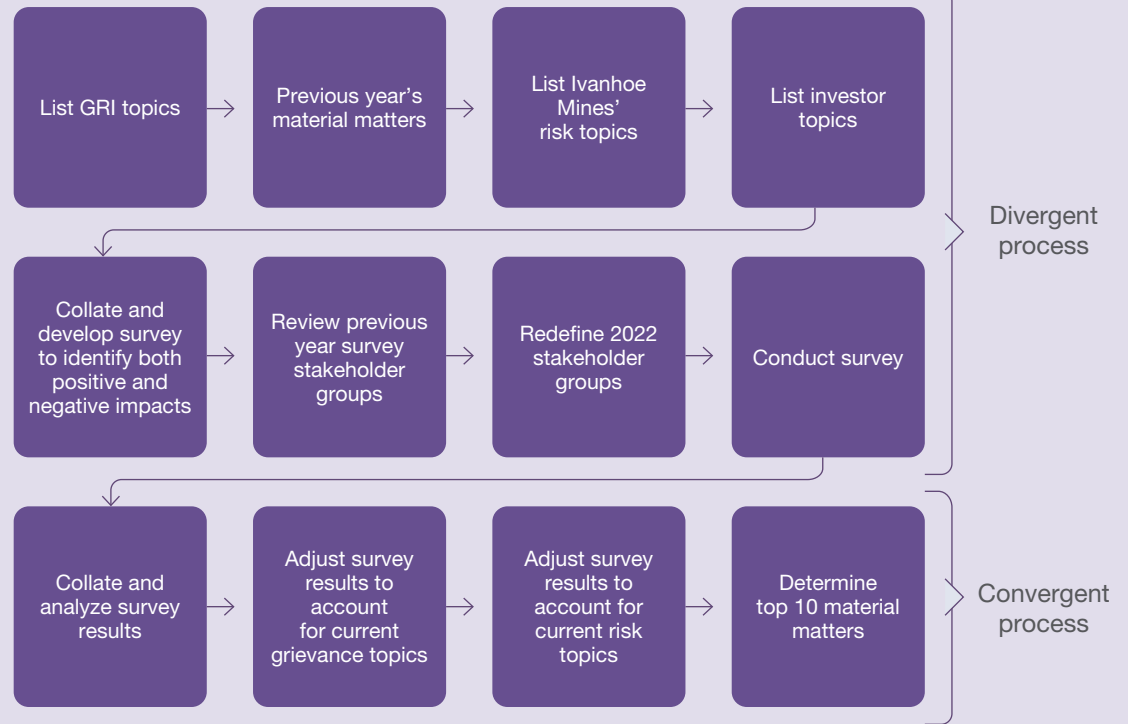 List GRI topics
Previous year's
material matters
List Ivanhoe
Mines'
risk topics
List investor
topics
Divergent
process
Collate and
develop survey
to identify both
positive and
negative impacts
Review previous
year survey
stakeholder
groups
Redefine 2022
stakeholder
groups
Conduct survey
Collate and
analyze survey
results
Adjust survey
results to
account
for current
grievance topics
Adjust survey
results to
account for
current risk
topics
Determine
top 10 material
matters
Convergent
process